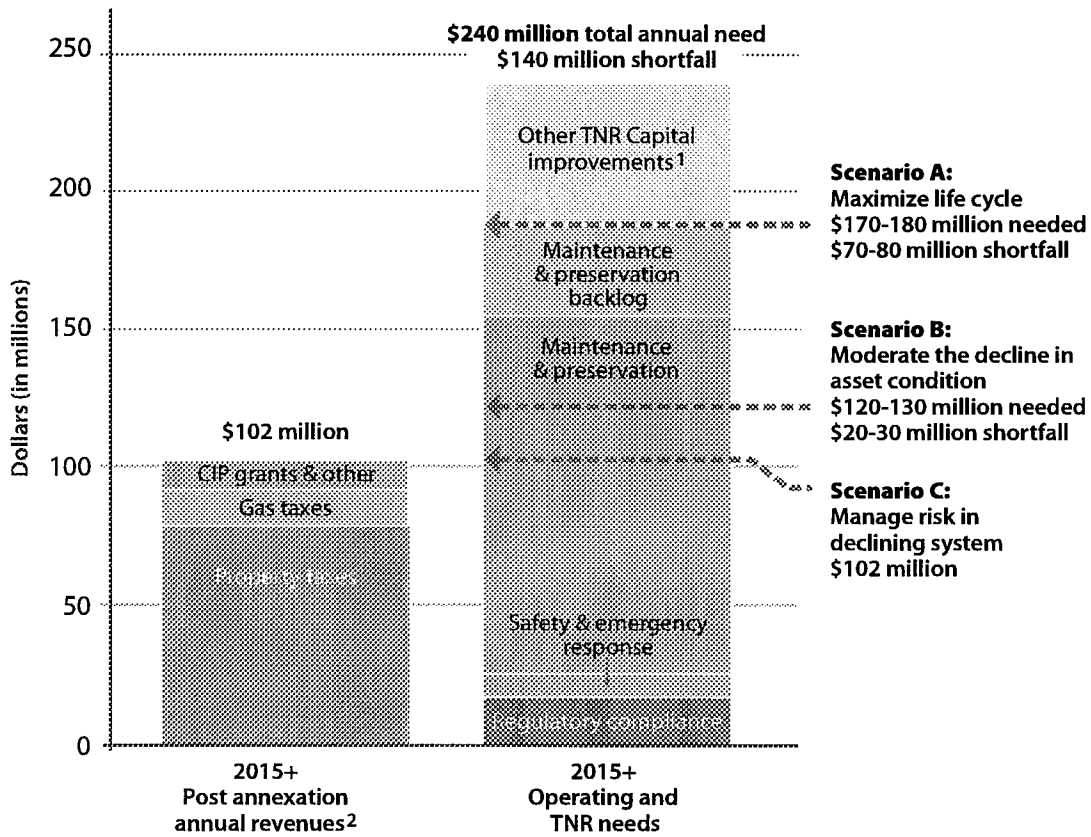 $240 million total annual need
$140 million shortfall
Dollars (in millions)
250
200
150
100
50
0
$102 million
CIP grants & other
Gas taxes
Property taxes
Other TNR Capital
improvements1
Maintenance
& preservation
backlog
Maintenance
& preservation
Safety & emergency
response
Regulatory compliance
Scenario A:
Maximize life cycle
$170-180 million needed
$70-80 million shortfall
Scenario B:
Moderate the decline in
asset condition
$120-130 million needed
$20-30 million shortfall
Scenario C:
Manage risk in
declining system
$102 million
2015+
Post annexation
annual revenues2
2015+
Operating and
TNR needs